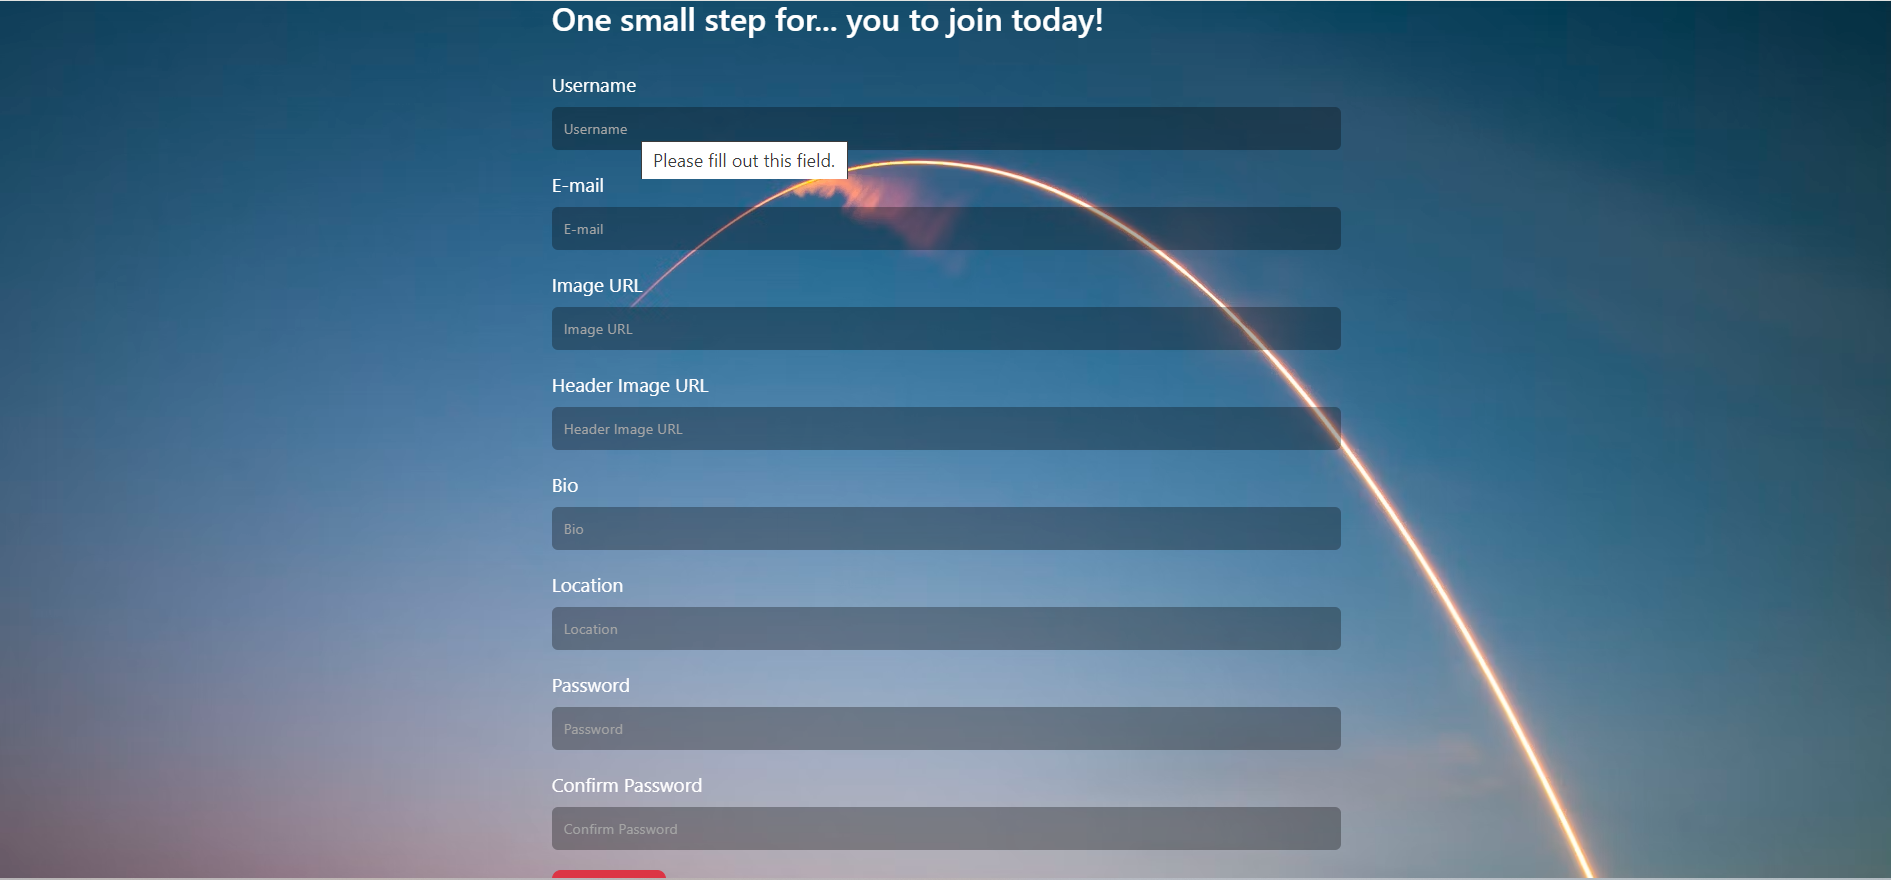 One small step for... you to join today!
Username
Username
Please fill out this field.
E-mail
E-mail
Image URL
Image URL
Header Image URL
Header Image URL
Bio
Bio
Location
Location
Password
Password
Confirm Password
Confirm Password